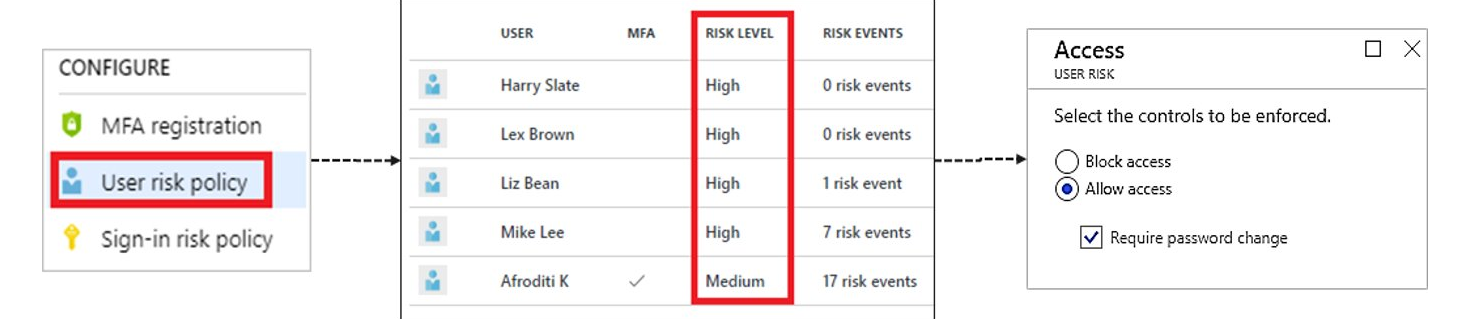 CONFIGURE
MFA registration
User risk policy
Sign-in risk policy
USER MFA RISK LEVEL RISK EVENTS
Harry Slate High 0 risk events
Lex Brown High 0 risk events
Liz Bean High 1 risk event
Mike Lee High 7 risk events
Afroditi K Medium 17 risk events
Access
USER RISK
Select the controls to be enforced.
Block access
Allow access
Require password change